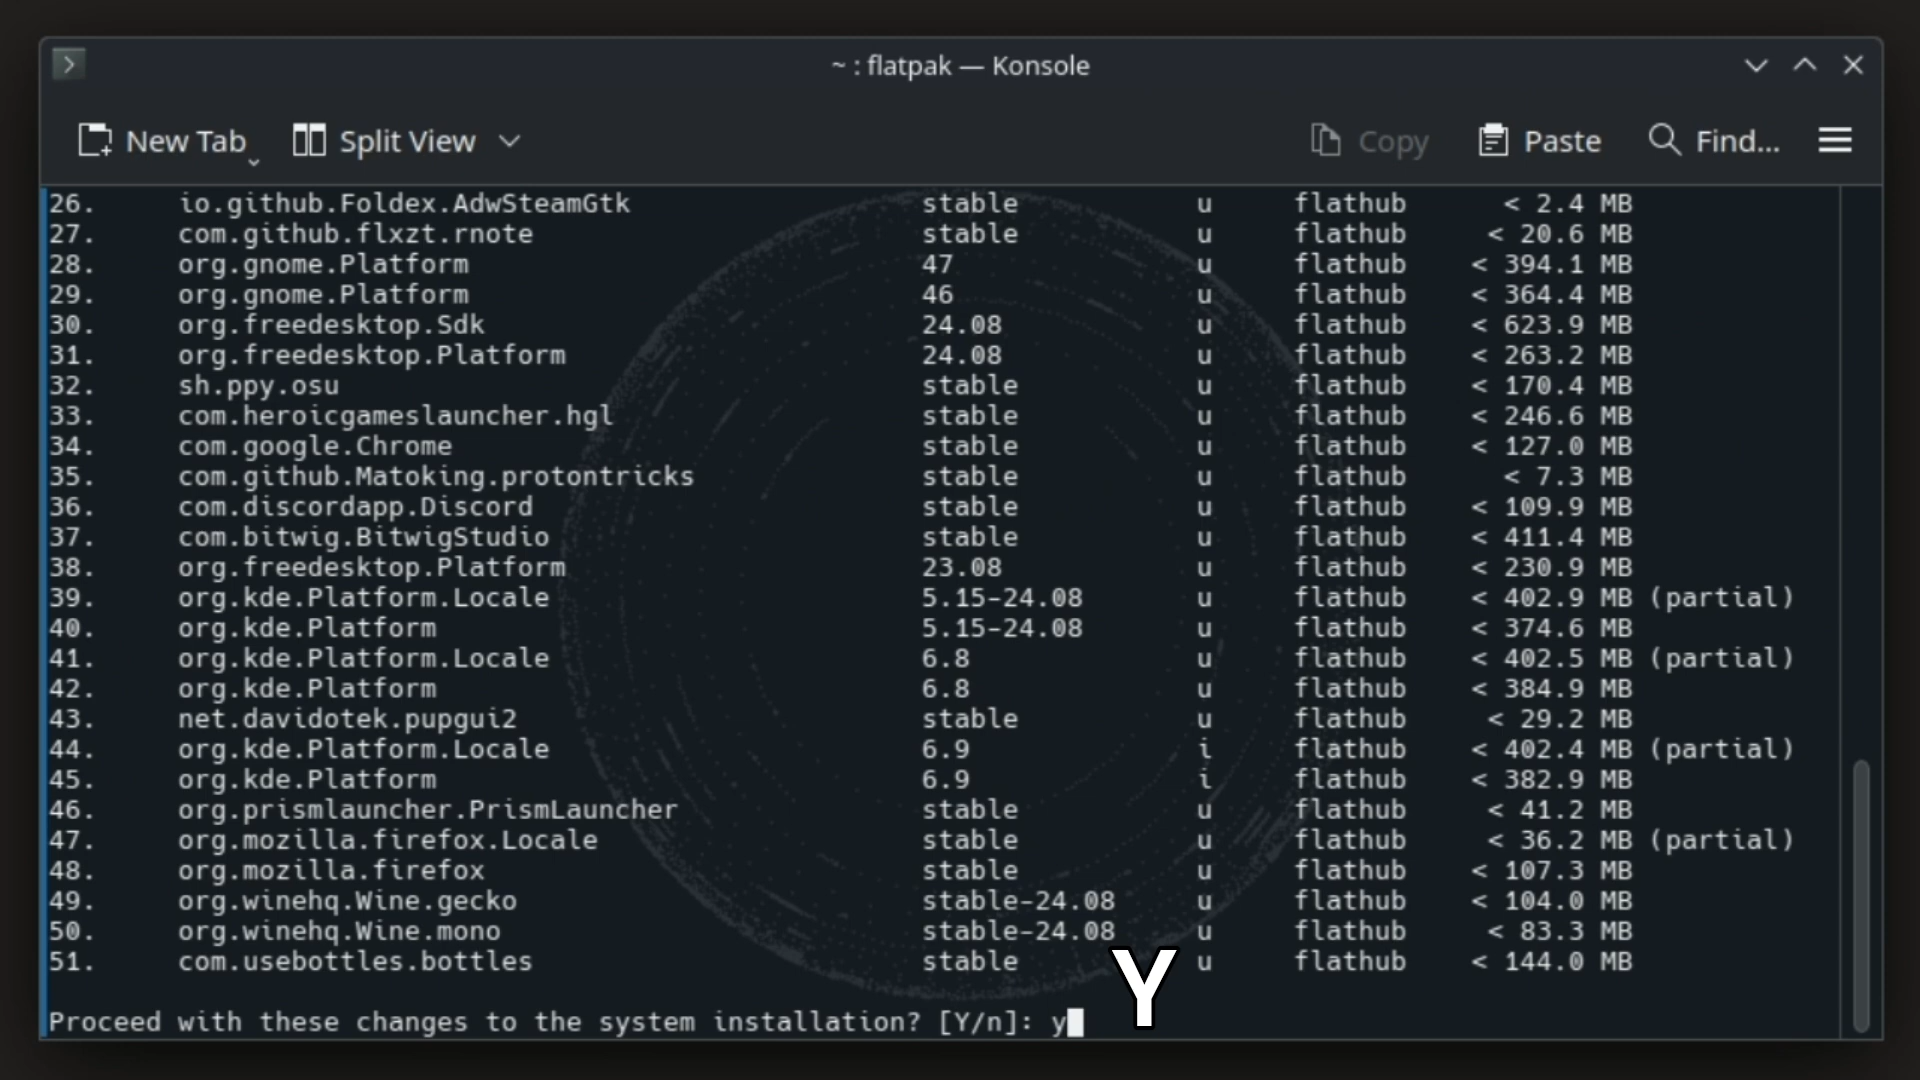 ~ : flatpak — Konsole
New Tab Split View Copy Paste Find...
26. io.github.Foldex.AdwSteamGtk stable u flathub < 2.4 MB
27. com.github.flxzt.rnote stable u flathub < 20.6 MB
28. org.gnome.Platform 47 u flathub < 394.1 MB
29. org.gnome.Platform 46 u flathub < 364.4 MB
30. org.freedesktop.Sdk 24.08 u flathub < 623.9 MB
31. org.freedesktop.Platform 24.08 u flathub < 263.2 MB
32. sh.ppy.osu stable u flathub < 170.4 MB
33. com.heroicgameslauncher.hgl stable u flathub < 246.6 MB
34. com.google.Chrome stable u flathub < 127.0 MB
35. com.github.Matoking.protontricks stable u flathub < 7.3 MB
36. com.discordapp.Discord stable u flathub < 109.9 MB
37. com.bitwig.BitwigStudio stable u flathub < 411.4 MB
38. org.freedesktop.Platform 23.08 u flathub < 230.9 MB
39. org.kde.Platform.Locale 5.15-24.08 u flathub < 402.9 MB (partial)
40. org.kde.Platform 5.15-24.08 u flathub < 374.6 MB
41. org.kde.Platform.Locale 6.8 u flathub < 402.5 MB (partial)
42. org.kde.Platform 6.8 u flathub < 384.9 MB
43. net.davidotek.pupgui2 stable u flathub < 29.2 MB
44. org.kde.Platform.Locale 6.9 i flathub < 402.4 MB (partial)
45. org.kde.Platform 6.9 i flathub < 382.9 MB
46. org.prismlauncher.PrismLauncher stable u flathub < 41.2 MB
47. org.mozilla.firefox.Locale stable u flathub < 36.2 MB (partial)
48. org.mozilla.firefox stable u flathub < 107.3 MB
49. org.winehq.Wine.gecko stable-24.08 u flathub < 104.0 MB
50. org.winehq.Wine.mono stable-24.08 u flathub < 83.3 MB
51. com.usebottles.bottles stable u flathub < 144.0 MB
Y
Proceed with these changes to the system installation? [Y/n]: y